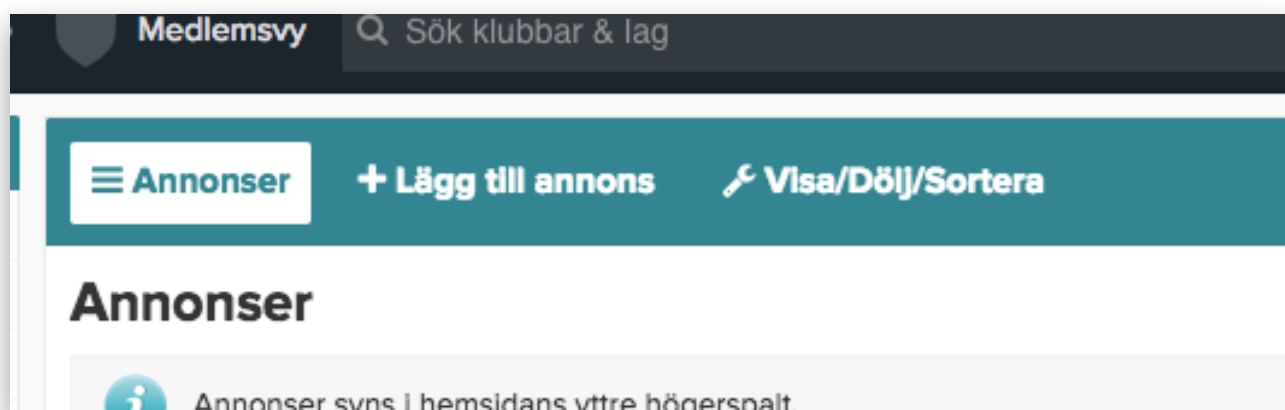 Medlemsvy Sök klubbar & lag
Annonser + Lägg till annons Visa/Dölj/Sortera
Annonser
Annonser syns i hemsidans yttre högerspalt.